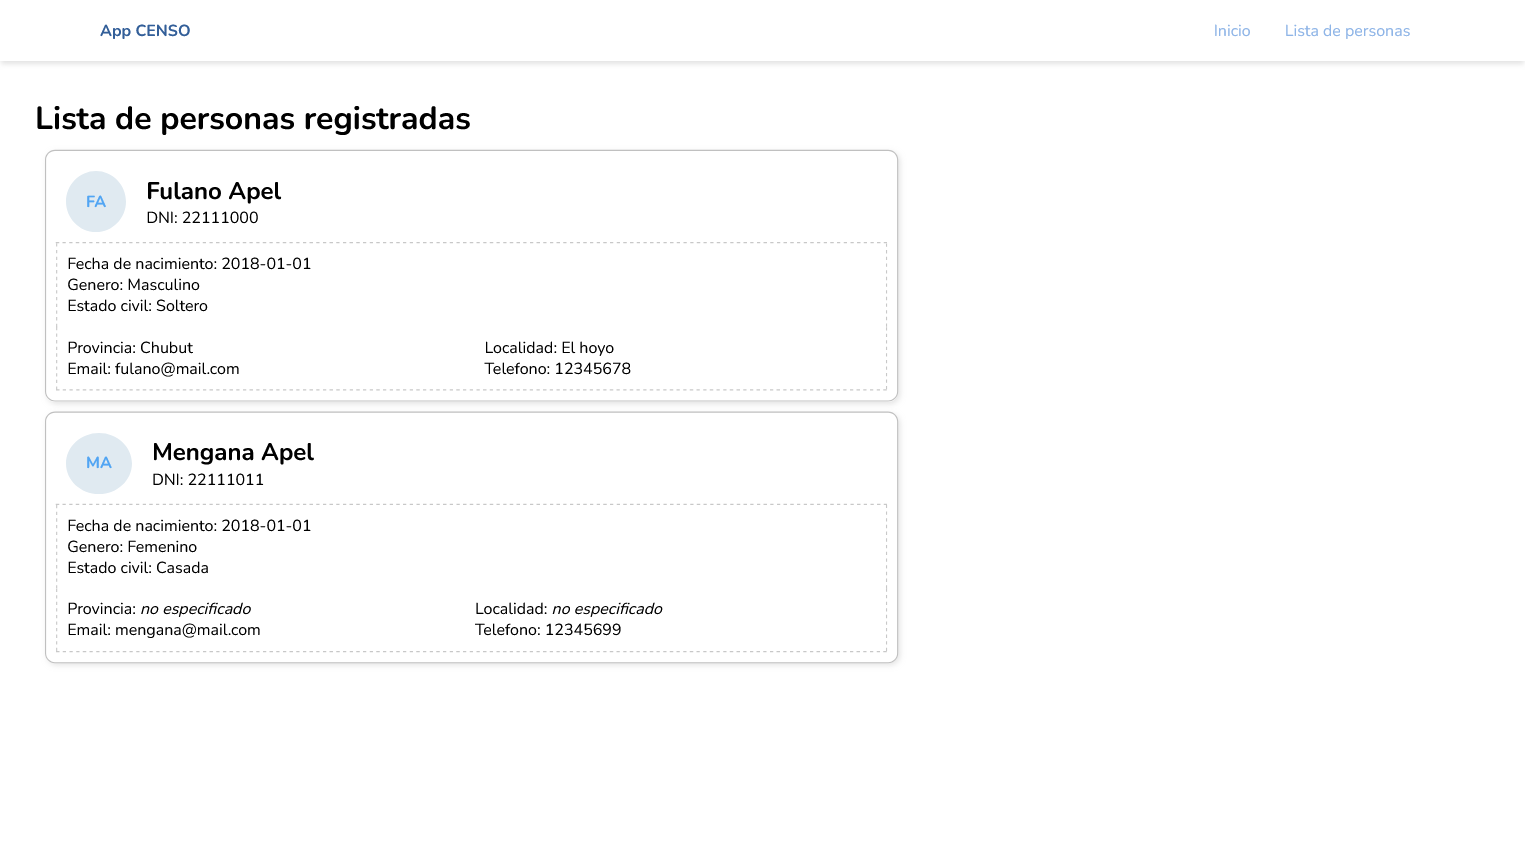 App CENSO
Inicio
Lista de personas
Lista de personas registradas
FA
Fulano Apel
DNI: 22111000
Fecha de nacimiento: 2018-01-01
Genero: Masculino
Estado civil: Soltero
Provincia: Chubut
Localidad: El hoyo
Email: fulano@mail.com
Telefono: 12345678
MA
Mengana Apel
DNI: 22111011
Fecha de nacimiento: 2018-01-01
Genero: Femenino
Estado civil: Casada
Provincia: no especificado
Localidad: no especificado
Email: mengana@mail.com
Telefono: 12345699